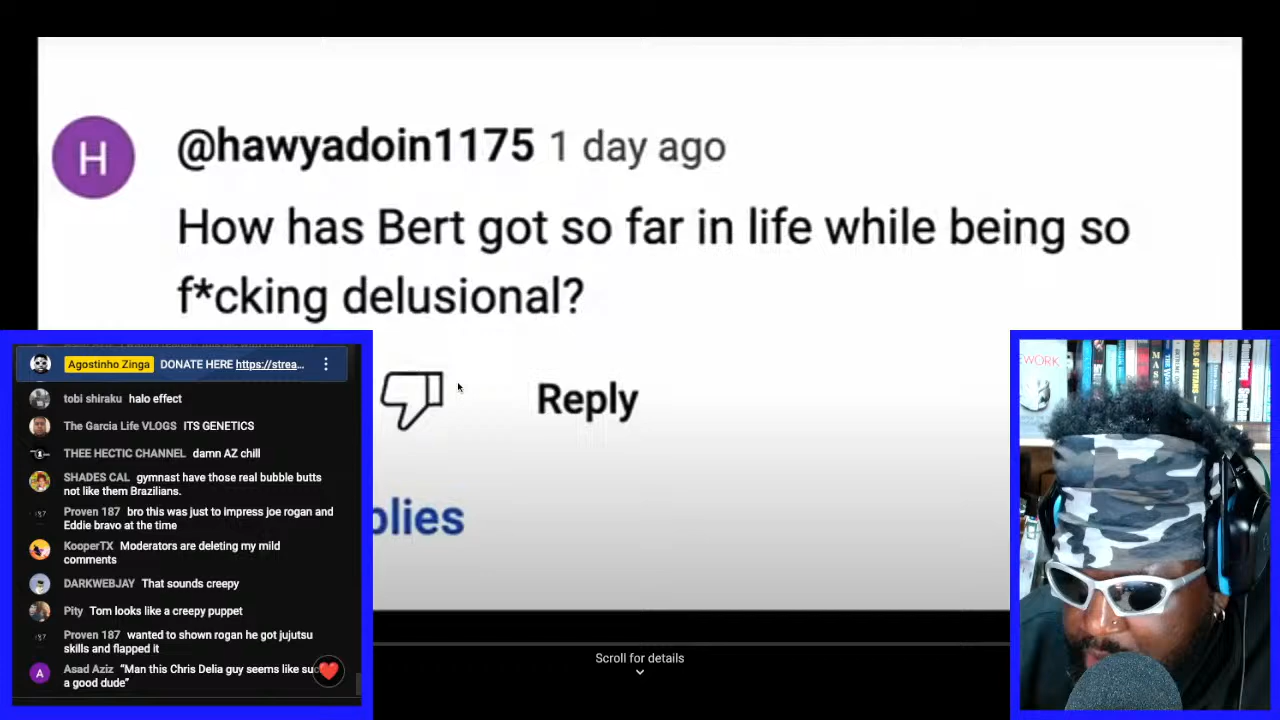 H
@hawyadoin1175 1 day ago
How has Bert got so far in life while being so
f*cking delusional?
Reply
plies
Agostinho Zinga DONATE HERE https://strea...
tobi shiraku halo effect
The Garcia Life VLOGS ITS GENETICS
THEE HECTIC CHANNEL damn AZ chill
SHADES CAL gymnast have those real bubble butts
not like them Brazilians.
Proven 187 bro this was just to impress joe rogan and
Eddie bravo at the time
KooperTX Moderators are deleting my mild
comments
DARKWEBJAY That sounds creepy
Pity Tom looks like a creepy puppet
Proven 187 wanted to shown rogan he got jujutsu
skills and flapped it
A
Asad Aziz “Man this Chris Delia guy seems like suc
a good dude”
Scroll for details
WORK